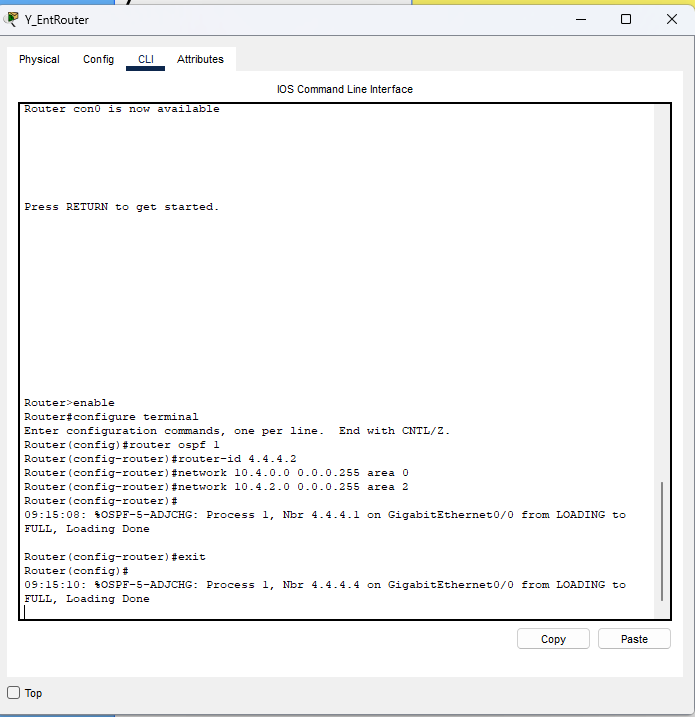 Y_EntRouter
Physical Config CLI Attributes
IOS Command Line Interface
Router con0 is now available
Press RETURN to get started.
Router>enable
Router#configure terminal
Enter configuration commands, one per line.  End with CNTL/Z.
Router(config)#router ospf 1
Router(config-router)#router-id 4.4.4.2
Router(config-router)#network 10.4.0.0 0.0.0.255 area 0
Router(config-router)#network 10.4.2.0 0.0.0.255 area 2
Router(config-router)#
09:15:08: %OSPF-5-ADJCHG: Process 1, Nbr 4.4.4.1 on GigabitEthernet0/0 from LOADING to
FULL, Loading Done
Router(config-router)#exit
Router(config)#
09:15:10: %OSPF-5-ADJCHG: Process 1, Nbr 4.4.4.4 on GigabitEthernet0/0 from LOADING to
FULL, Loading Done
Copy Paste
Top